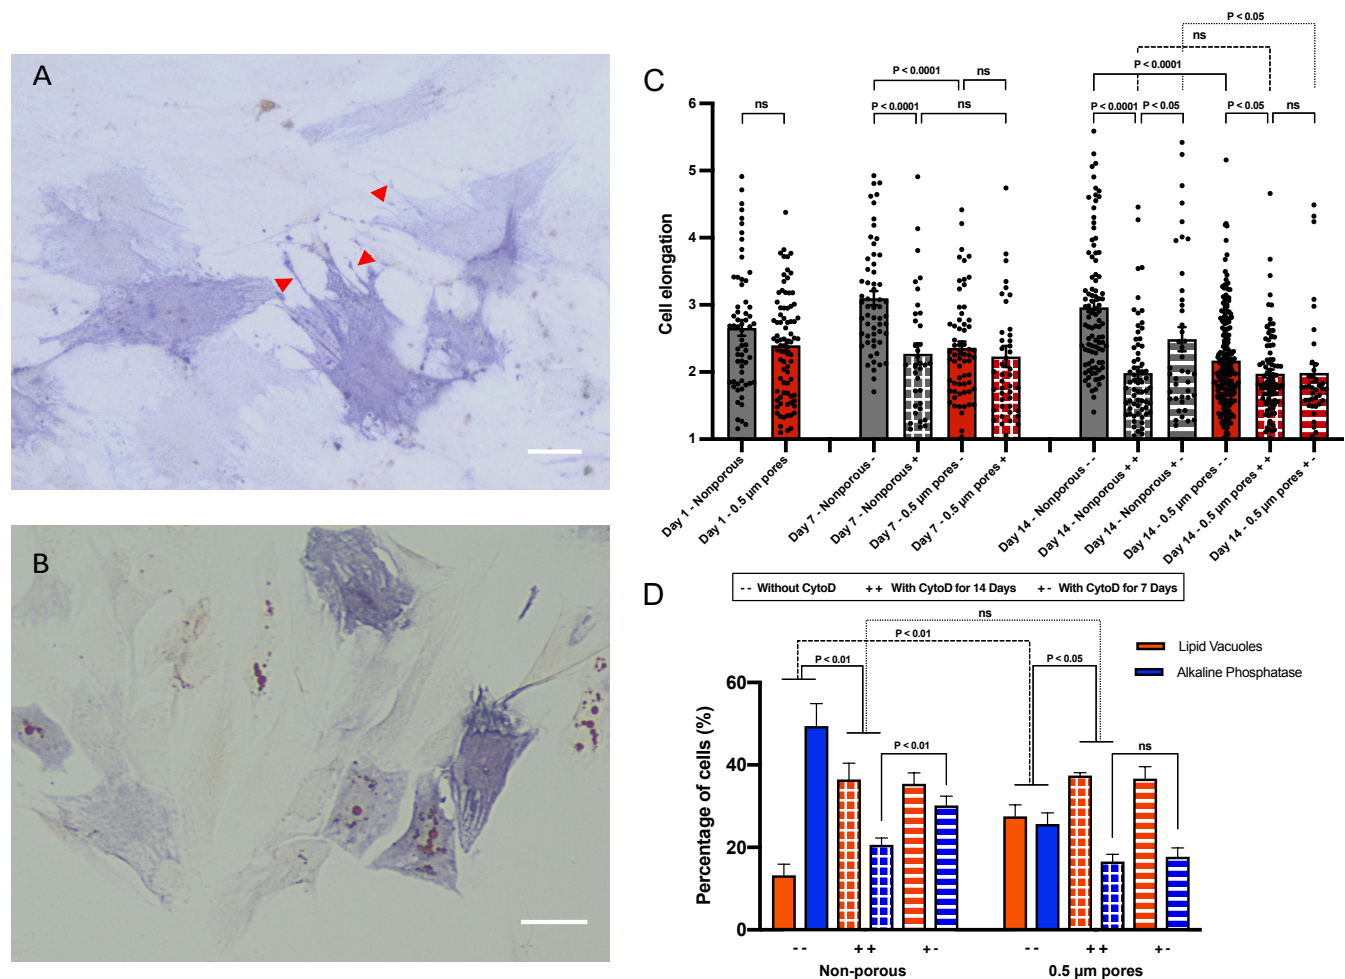 A
B
C
P < 0.05
ns
P < 0.0001
P < 0.0001
ns
ns
P < 0.0001
ns
P < 0.0001
P < 0.05
P < 0.05
ns
Cell elongation
6
5
4
3
2
1
Day 1 - Nonporous
Day 1 - 0.5 µm pores
Day 7 - Nonporous -
Day 7 - Nonporous +
Day 7 - 0.5 µm pores -
Day 7 - 0.5 µm pores +
Day 14 - Nonporous - -
Day 14 - Nonporous + +
Day 14 - Nonporous + -
Day 14 - 0.5 µm pores - -
Day 14 - 0.5 µm pores + +
Day 14 - 0.5 µm pores + -
D
- - Without CytoD + + With CytoD for 14 Days + - With CytoD for 7 Days
ns
P < 0.01
P < 0.01
P < 0.05
P < 0.01
ns
Lipid Vacuoles
Alkaline Phosphatase
Percentage of cells (%)
60
40
20
0
- - + + + - - - + + + -
Non-porous 0.5 µm pores